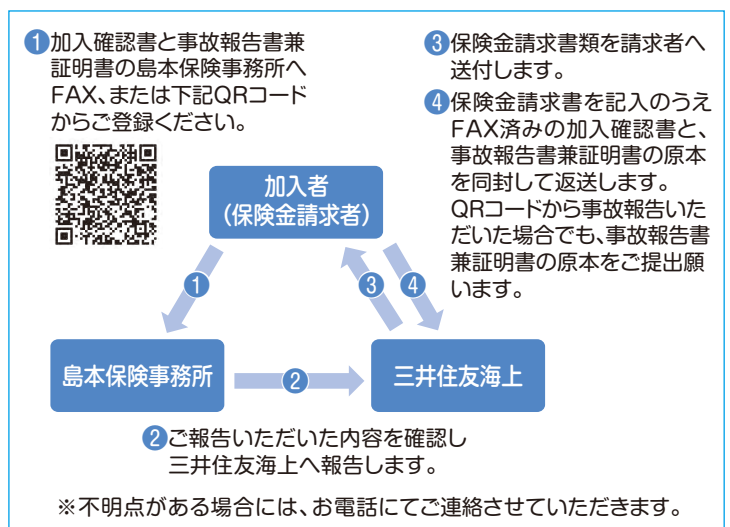 ①加入確認書と事故報告書兼
証明書の島本保険事務所へ
FAX、または下記QRコード
からご登録ください。
③保険金請求書類を請求者へ
送付します。
④保険金請求書を記入のうえ
FAX済みの加入確認書と、
事故報告書兼証明書の原本
を同封して返送します。
QRコードから事故報告いた
だいた場合でも、事故報告書
兼証明書の原本をご提出願
います。
加入者
（保険金請求者）
①
③
④
島本保険事務所
②
三井住友海上
②ご報告いただいた内容を確認し
三井住友海上へ報告します。
※不明点がある場合には、お電話にてご連絡させていただきます。